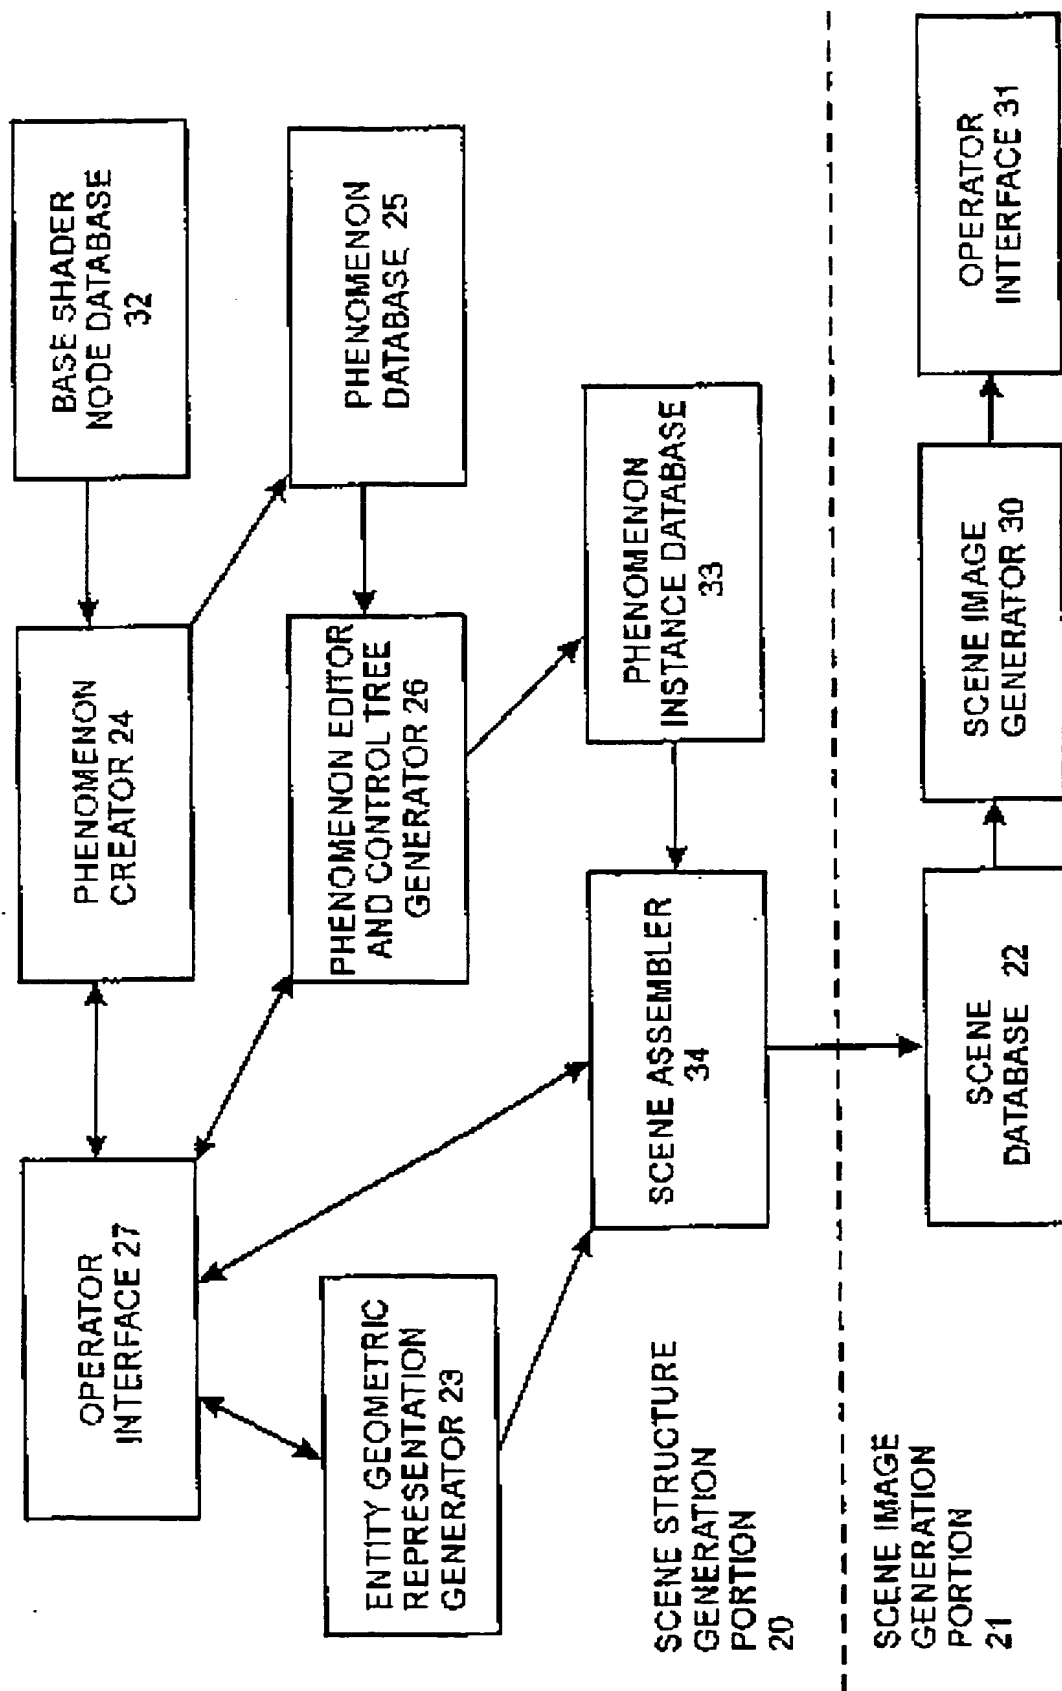 OPERATOR
INTERFACE 27
PHENOMENON
CREATOR 24
BASE SHADER
NODE DATABASE
32
ENTITY GEOMETRIC
REPRESENTATION
GENERATOR 23
PHENOMENON EDITOR
AND CONTROL TREE
GENERATOR 26
PHENOMENON
DATABASE 25
SCENE ASSEMBLER
34
PHENOMENON
INSTANCE DATABASE
33
SCENE STRUCTURE
GENERATION
PORTION
20
SCENE IMAGE
GENERATION
PORTION
21
SCENE
DATABASE 22
SCENE IMAGE
GENERATOR 30
OPERATOR
INTERFACE 31